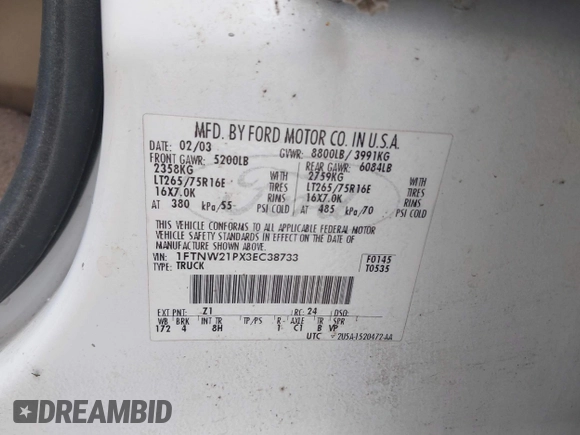 MFD. BY FORD MOTOR CO. IN U.S.A.
DATE: 02/03 GVWR: 8800LB/3991KG
FRONT GAWR: 5200LB REAR GAWR: 6084LB
2358KG WITH 2759KG WITH
LT265/75R16E TIRES LT265/75R16E TIRES
16X7.0K RIMS 16X7.0K RIMS
AT 380 kPa/55 PSI COLD AT 485 kPa/70 PSI COLD
THIS VEHICLE CONFORMS TO ALL APPLICABLE FEDERAL MOTOR
VEHICLE SAFETY STANDARDS IN EFFECT ON THE DATE OF
MANUFACTURE SHOWN ABOVE.
VIN: 1FTNW21PX3EC38733 F0145
TYPE: TRUCK T0535
EXT PNT: Z1 RC: 24 DSO:
WB BRK INT TR TP/PS R AXLE TR SPR
172 4 8H 1 C1 B VP
UTC 2U5A-1520472-AA
Ford
DREAMBID